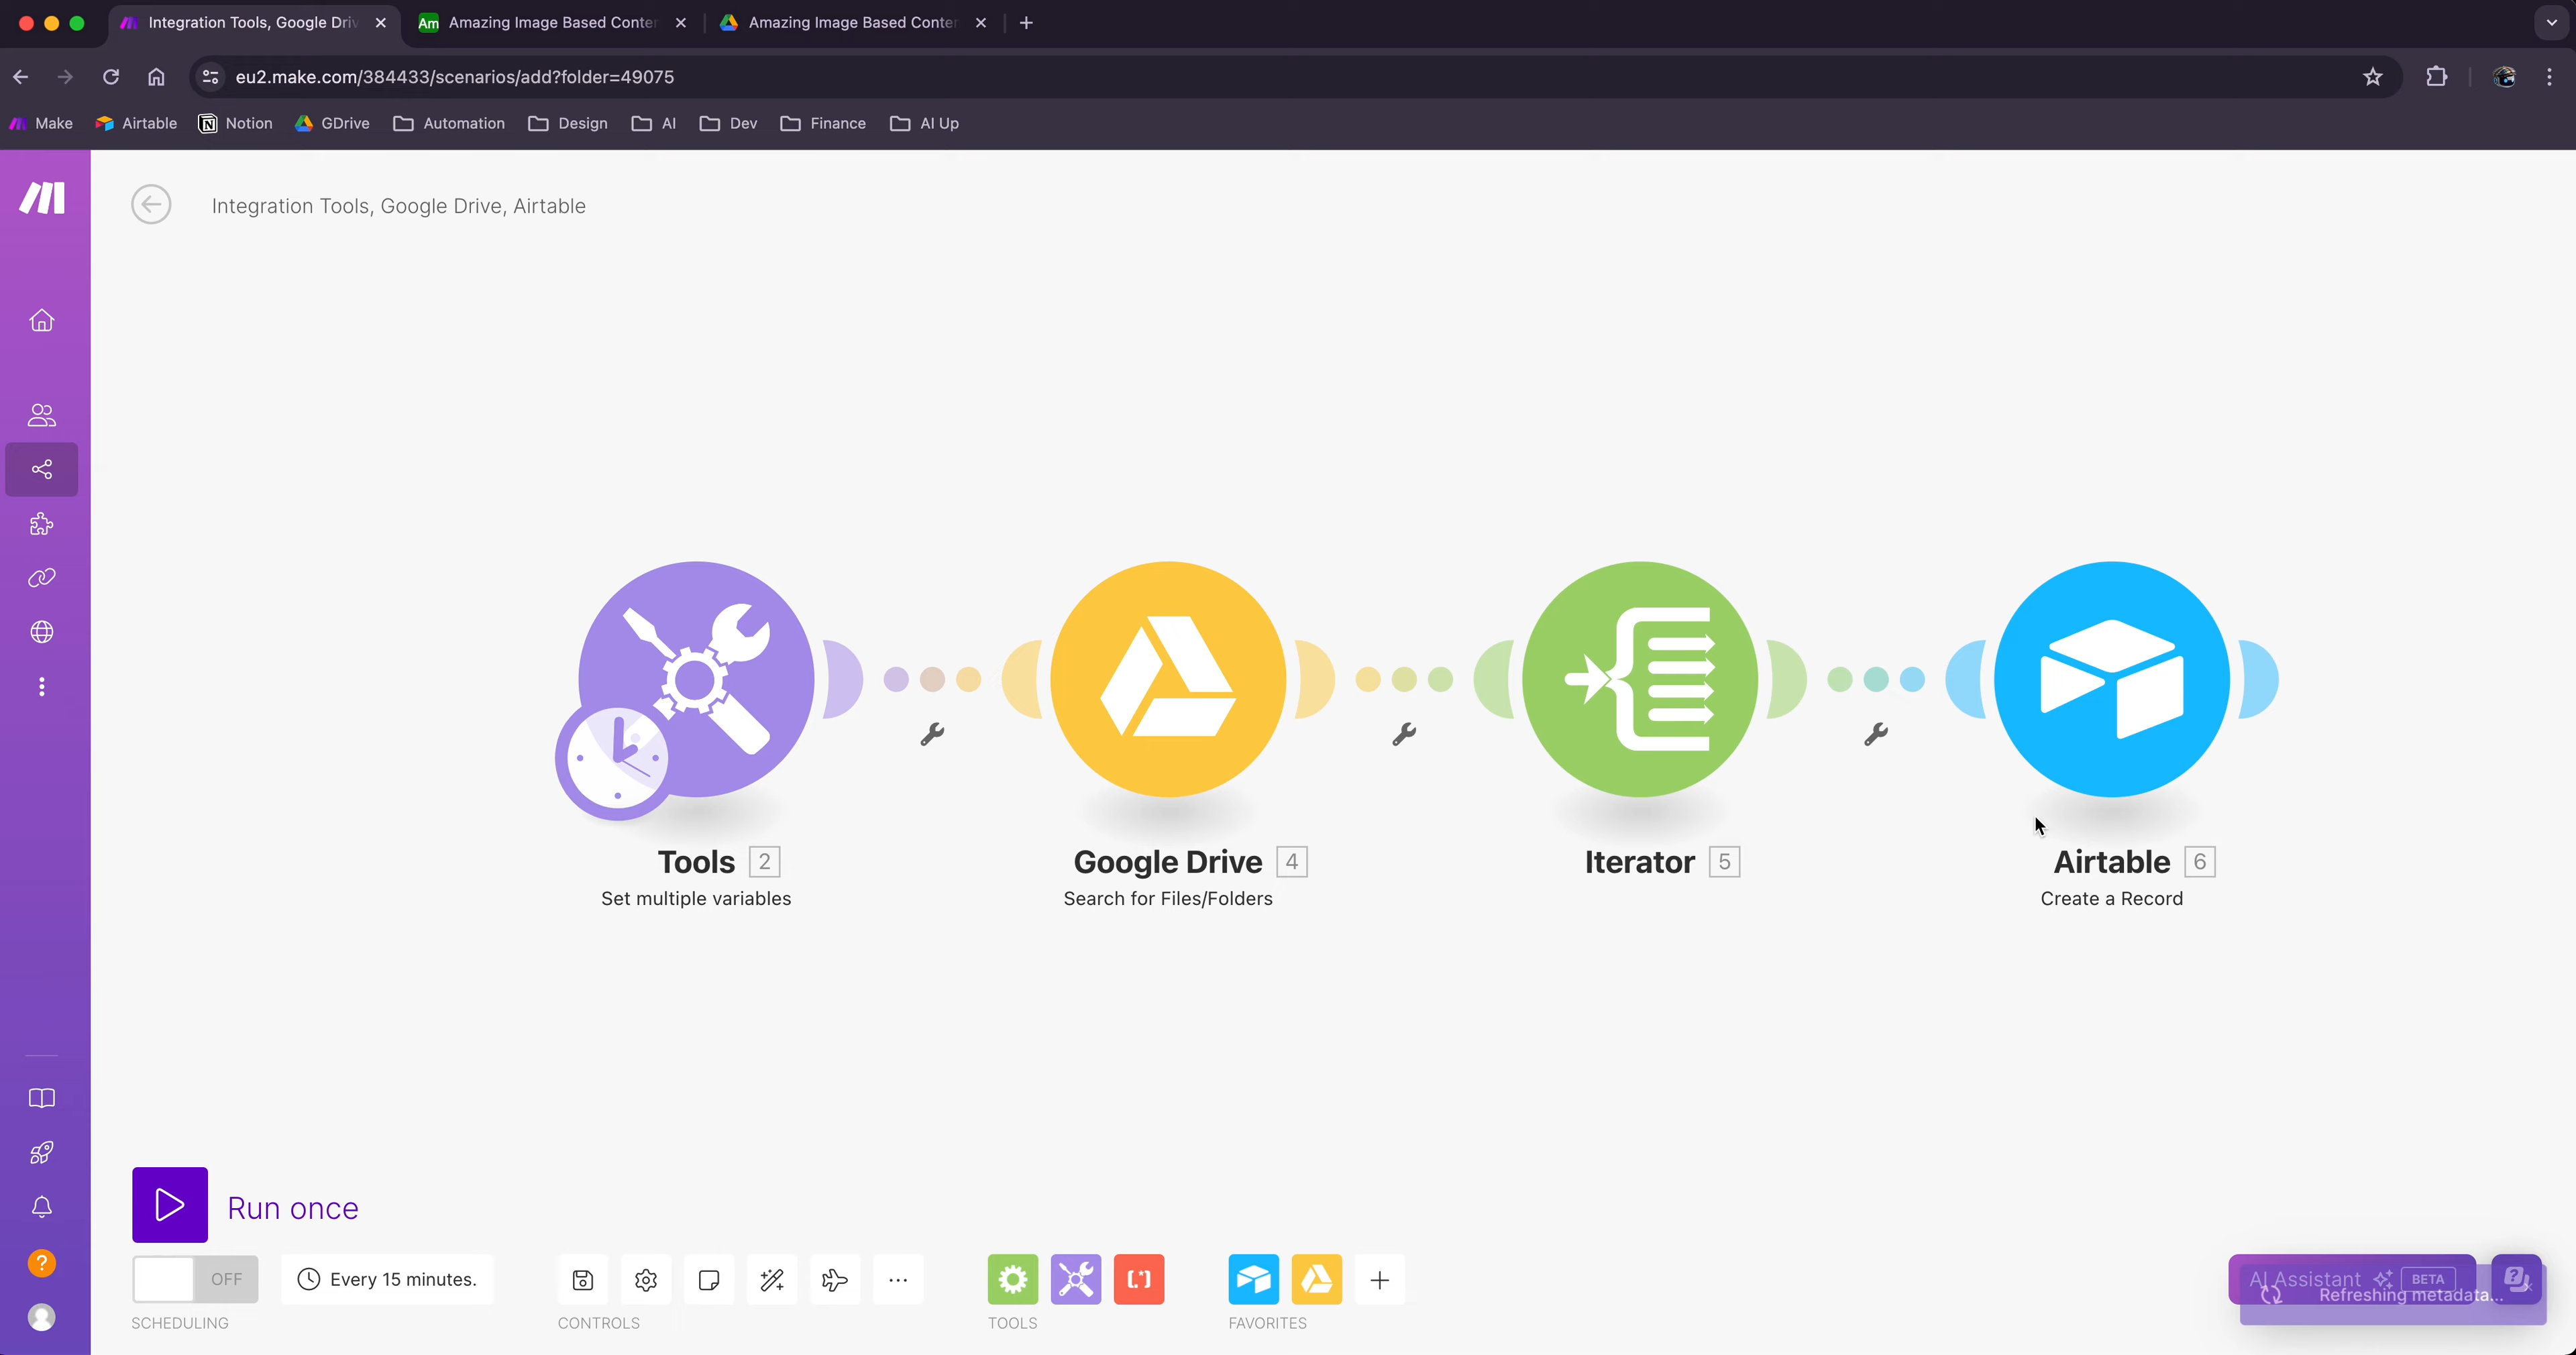 Integration Tools, Google Driv
Am Amazing Image Based Conter
Amazing Image Based Conter
eu2.make.com/384433/scenarios/add?folder=49075
Make
Airtable
Notion
GDrive
Automation
Design
AI
Dev
Finance
AI Up
Integration Tools, Google Drive, Airtable
Tools 2
Set multiple variables
Google Drive 4
Search for Files/Folders
Iterator 5
Airtable 6
Create a Record
Run once
OFF
Every 15 minutes.
SCHEDULING
CONTROLS
TOOLS
FAVORITES
AI Assistant BETA
Refreshing metadata...